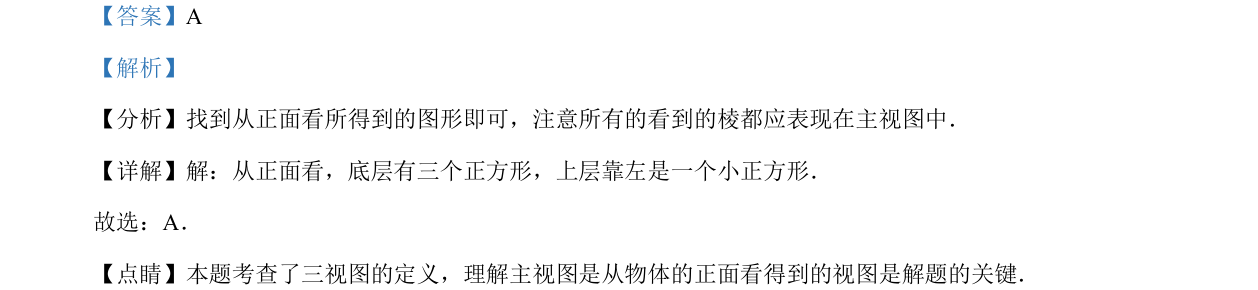 【答案】A
【解析】
【分析】找到从正面看所得到的图形即可，注意所有的看到的棱都应表现在主视图中．
【详解】解：从正面看，底层有三个正方形，上层靠左是一个小正方形．
故选：A．
【点睛】本题考查了三视图的定义，理解主视图是从物体的正面看得到的视图是解题的关键．